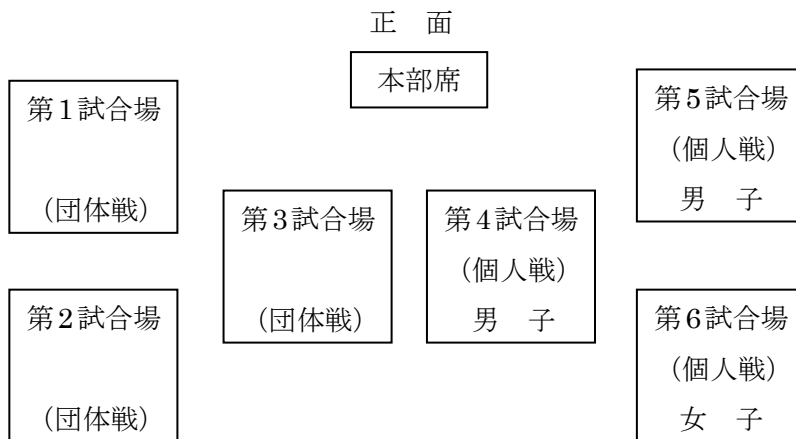 正　面
本部席
第1試合場
（団体戦）
第2試合場
（団体戦）
第3試合場
（団体戦）
第4試合場
（個人戦）
男　子
第5試合場
（個人戦）
男　子
第6試合場
（個人戦）
女　子